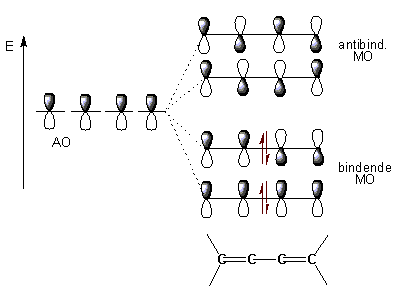 E
antibind.
MO
AO
bindende
MO
C=C—C=C